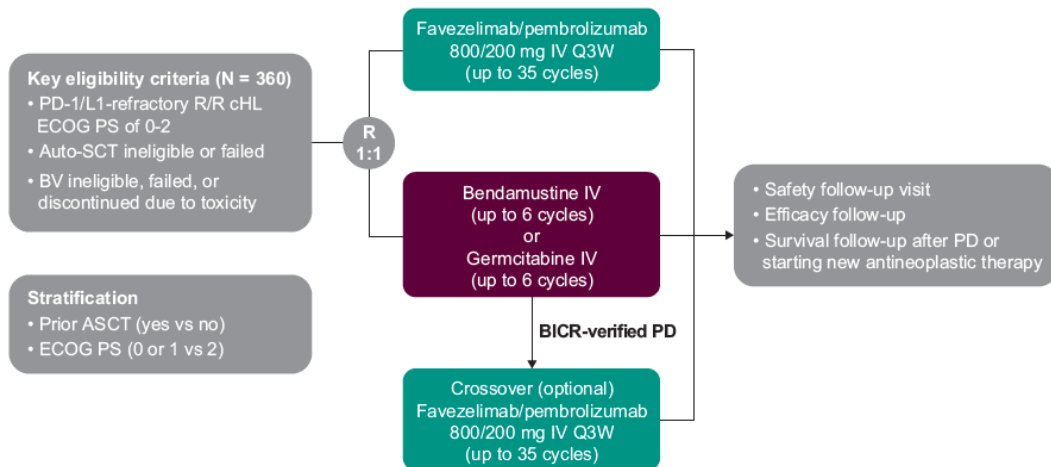 Key eligibility criteria (N = 360)
• PD-1/L1-refractory R/R cHL
ECOG PS of 0-2
• Auto-SCT ineligible or failed
• BV ineligible, failed, or
discontinued due to toxicity
Stratification
• Prior ASCT (yes vs no)
• ECOG PS (0 or 1 vs 2)
R
1:1
Favezelimab/pembrolizumab
800/200 mg IV Q3W
(up to 35 cycles)
Bendamustine IV
(up to 6 cycles)
or
Germcitabine IV
(up to 6 cycles)
BICR-verified PD
Crossover (optional)
Favezelimab/pembrolizumab
800/200 mg IV Q3W
(up to 35 cycles)
• Safety follow-up visit
• Efficacy follow-up
• Survival follow-up after PD or
starting new antineoplastic therapy